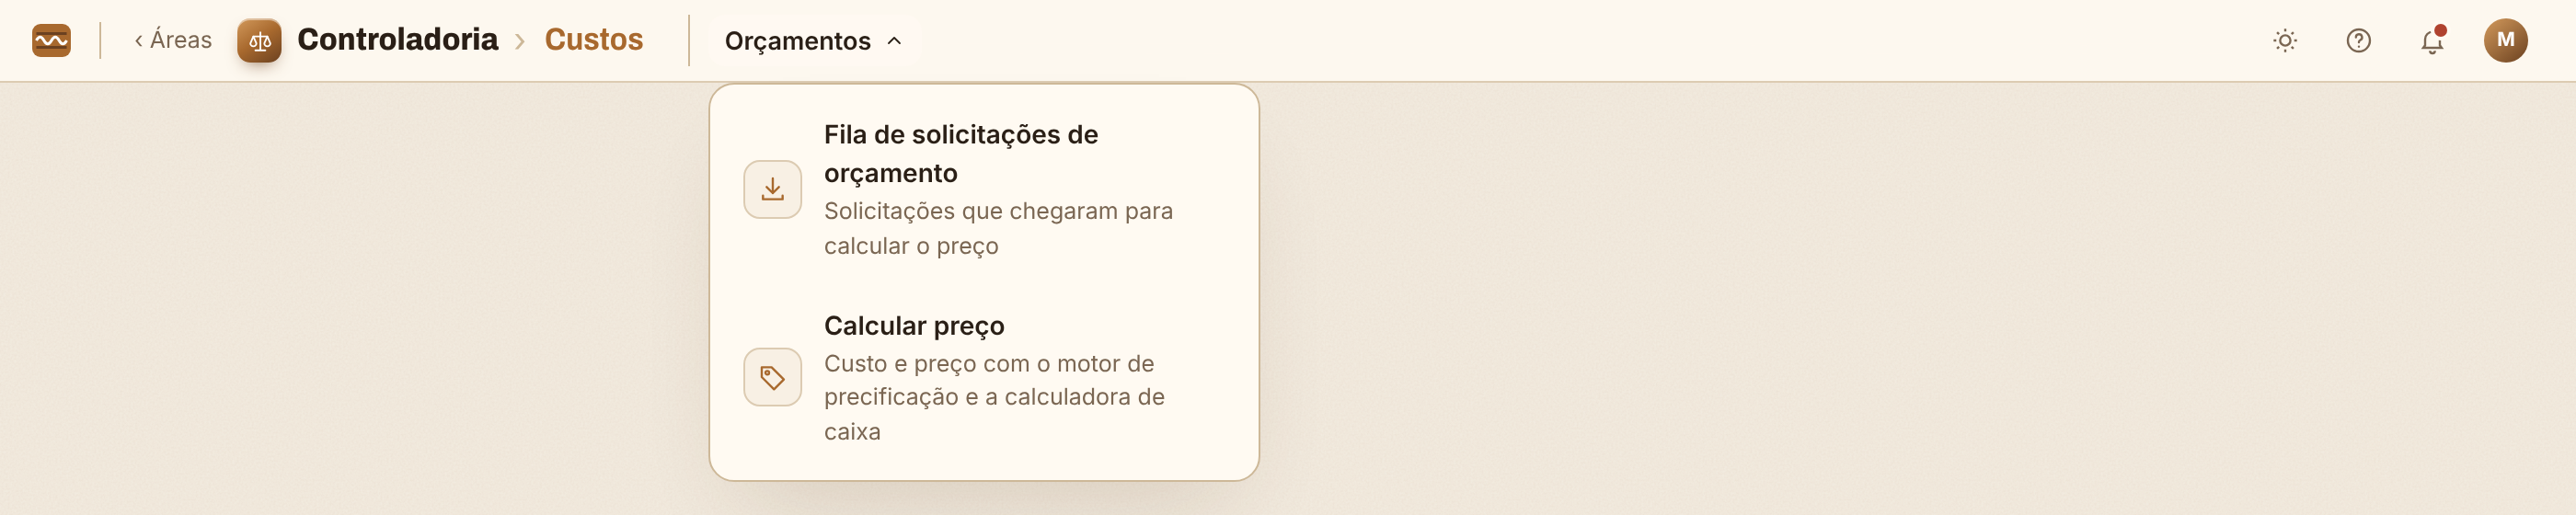 ‹ Áreas Controladoria › Custos Orçamentos M
Fila de solicitações de
orçamento
Solicitações que chegaram para
calcular o preço
Calcular preço
Custo e preço com o motor de
precificação e a calculadora de
caixa